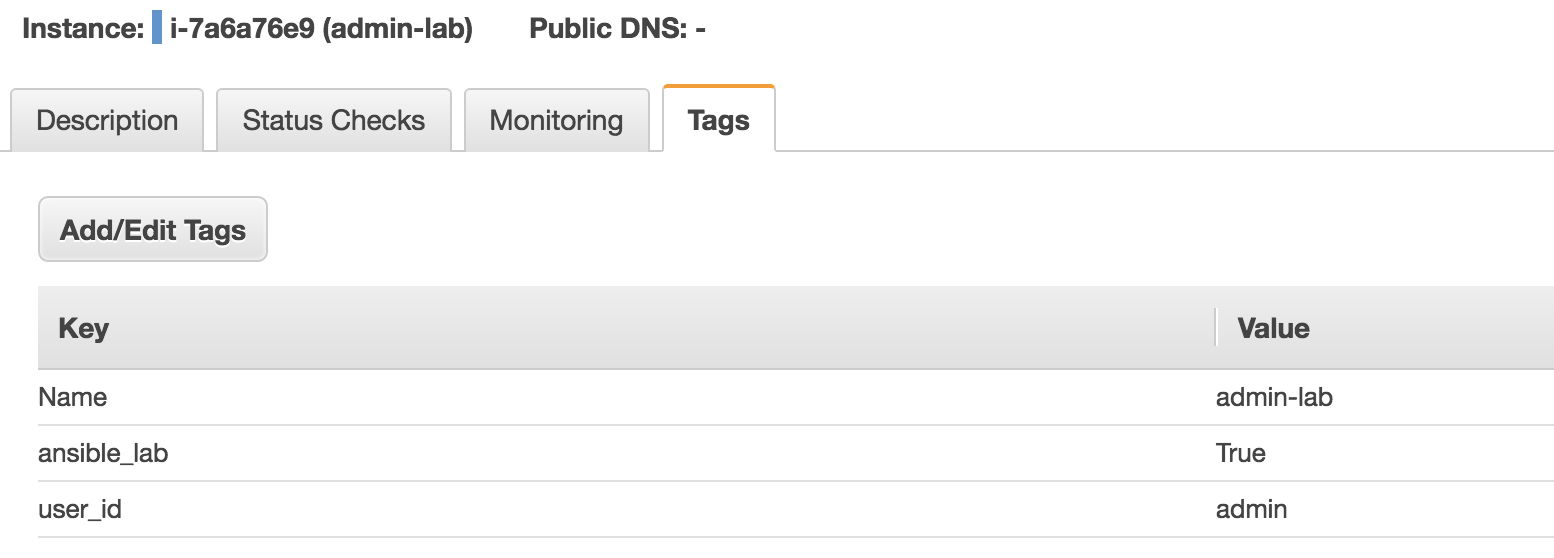 Instance: i-7a6a76e9 (admin-lab) Public DNS: -
Description Status Checks Monitoring Tags
Add/Edit Tags
Key Value
Name admin-lab
ansible_lab True
user_id admin